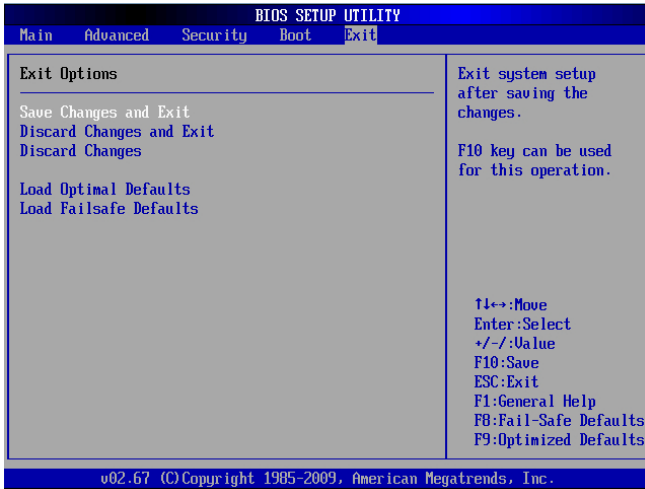 BIOS SETUP UTILITY
Main Advanced Security Boot Exit
Exit Options
Save Changes and Exit
Discard Changes and Exit
Discard Changes
Load Optimal Defaults
Load Failsafe Defaults
Exit system setup
after saving the
changes.
F10 key can be used
for this operation.
↑↓←→:Move
Enter:Select
+/-/:Value
F10:Save
ESC:Exit
F1:General Help
F8:Fail-Safe Defaults
F9:Optimized Defaults
v02.67 (C)Copyright 1985-2009, American Megatrends, Inc.